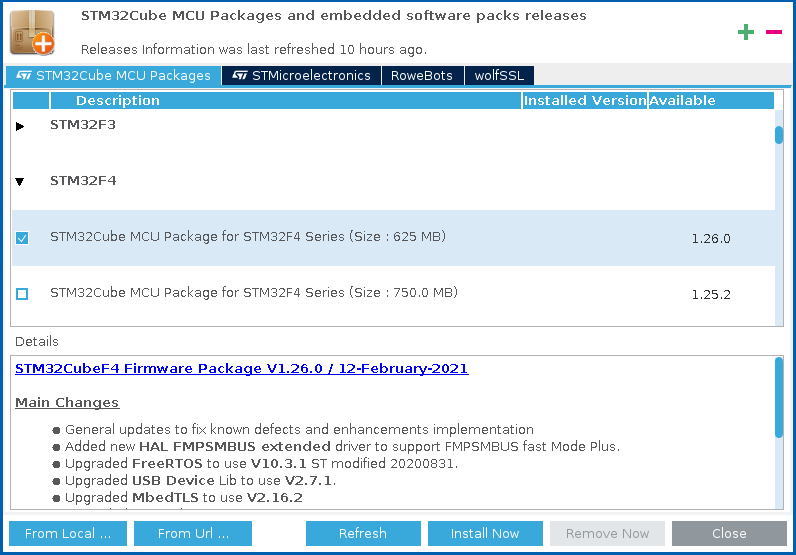 STM32Cube MCU Packages and embedded software packs releases
Releases Information was last refreshed 10 hours ago.
STM32Cube MCU Packages STMicroelectronics RoweBots wolfSSL
Description Installed Version Available
STM32F3
STM32F4
STM32Cube MCU Package for STM32F4 Series (Size : 625 MB) 1.26.0
STM32Cube MCU Package for STM32F4 Series (Size : 750.0 MB) 1.25.2
Details
STM32CubeF4 Firmware Package V1.26.0 / 12-February-2021
Main Changes
● General updates to fix known defects and enhancements implementation
● Added new HAL FMPSMBUS extended driver to support FMPSMBUS fast Mode Plus.
● Upgraded FreeRTOS to use V10.3.1 ST modified 20200831.
● Upgraded USB Device Lib to use V2.7.1.
● Upgraded MbedTLS to use V2.16.2
From Local ... From Url ... Refresh Install Now Remove Now Close